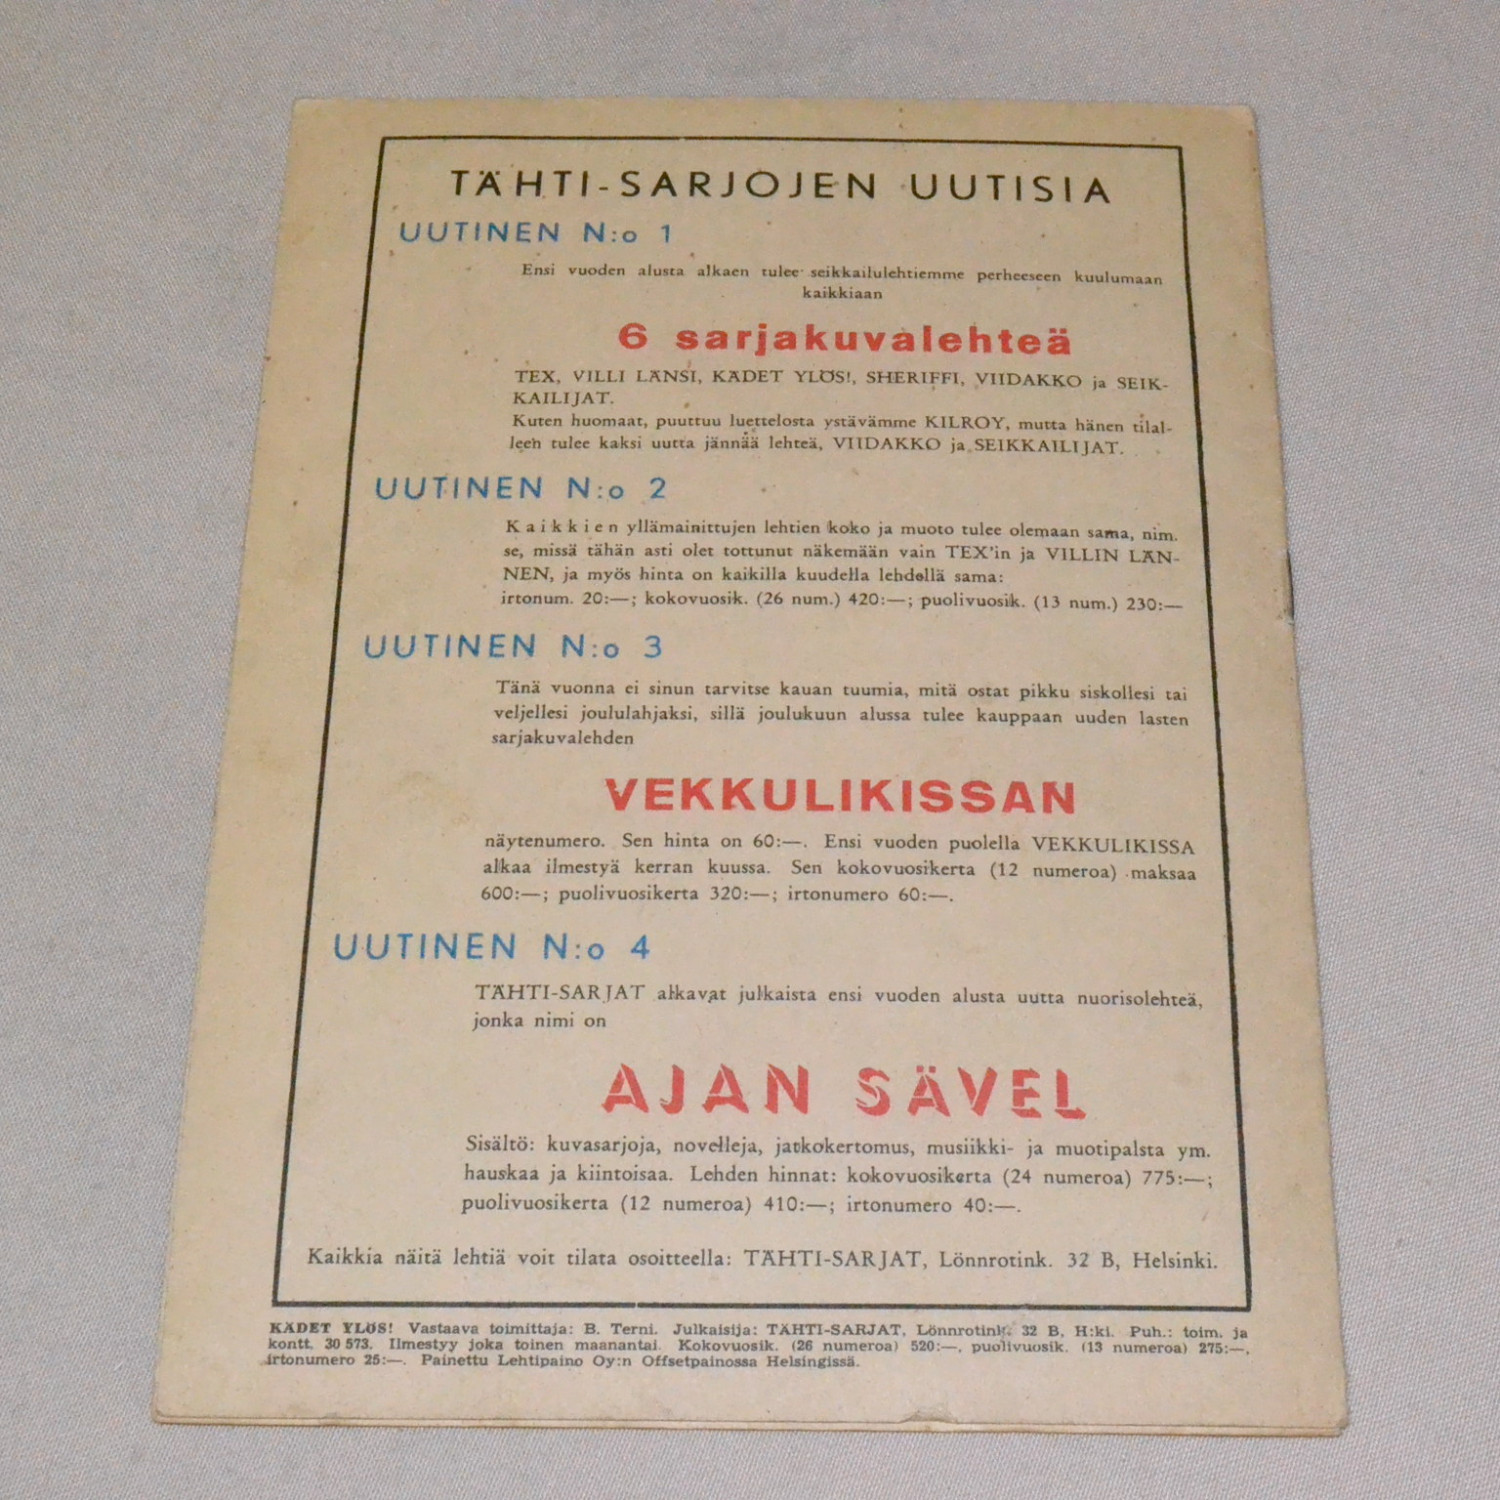 TÄHTI-SARJOJEN UUTISIA
UUTINEN N:o 1
Ensi vuoden alusta alkaen tulee seikkailulehtiemme perheeseen kuulumaan
kaikkiaan
6 sarjakuvalehteä
TEX, VILLI LÄNSI, KÄDET YLÖS!, SHERIFFI, VIIDAKKO ja SEIK-
KAILIJAT.
Kuten huomaat, puuttuu luettelosta ystävämme KILROY, mutta hänen tilal-
leen tulee kaksi uutta jännää lehteä, VIIDAKKO ja SEIKKAILIJAT.
UUTINEN N:o 2
Kaikkien yllämainittujen lehtien koko ja muoto tulee olemaan sama, nim.
se, missä tähän asti olet tottunut näkemään vain TEX'in ja VILLIN LÄN-
NEN, ja myös hinta on kaikilla kuudella lehdellä sama:
irtonum. 20:—; kokovuosik. (26 num.) 420:—; puolivuosik. (13 num.) 230:—
UUTINEN N:o 3
Tänä vuonna ei sinun tarvitse kauan tuumia, mitä ostat pikku siskollesi tai
veljellesi joululahjaksi, sillä joulukuun alussa tulee kauppaan uuden lasten
sarjakuvalehden
VEKKULIKISSAN
näytenumero. Sen hinta on 60:—. Ensi vuoden puolella VEKKULIKISSA
alkaa ilmestyä kerran kuussa. Sen kokovuosikerta (12 numeroa) maksaa
600:—; puolivuosikerta 320:—; irtonumero 60:—.
UUTINEN N:o 4
TÄHTI-SARJAT alkavat julkaista ensi vuoden alusta uutta nuorisolehteä,
jonka nimi on
AJAN SÄVEL
Sisältö: kuvasarjoja, novelleja, jatkokertomus, musiikki- ja muotipalsta ym.
hauskaa ja kiintoisaa. Lehden hinnat: kokovuosikerta (24 numeroa) 775:—;
puolivuosikerta (12 numeroa) 410:—; irtonumero 40:—.
Kaikkia näitä lehtiä voit tilata osoitteella: TÄHTI-SARJAT, Lönnrotink. 32 B, Helsinki.
KÄDET YLÖS! Vastaava toimittaja: B. Terni. Julkaisija: TÄHTI-SARJAT, Lönnrotink. 32 B, H:ki. Puh.: toim. ja
kontt. 30 573. Ilmestyy joka toinen maanantai. Kokovuosik. (26 numeroa) 520:—, puolivuosik. (13 numeroa) 275:—,
irtonumero 25:—. Painettu Lehtipaino Oy:n Offsetpainossa Helsingissä.